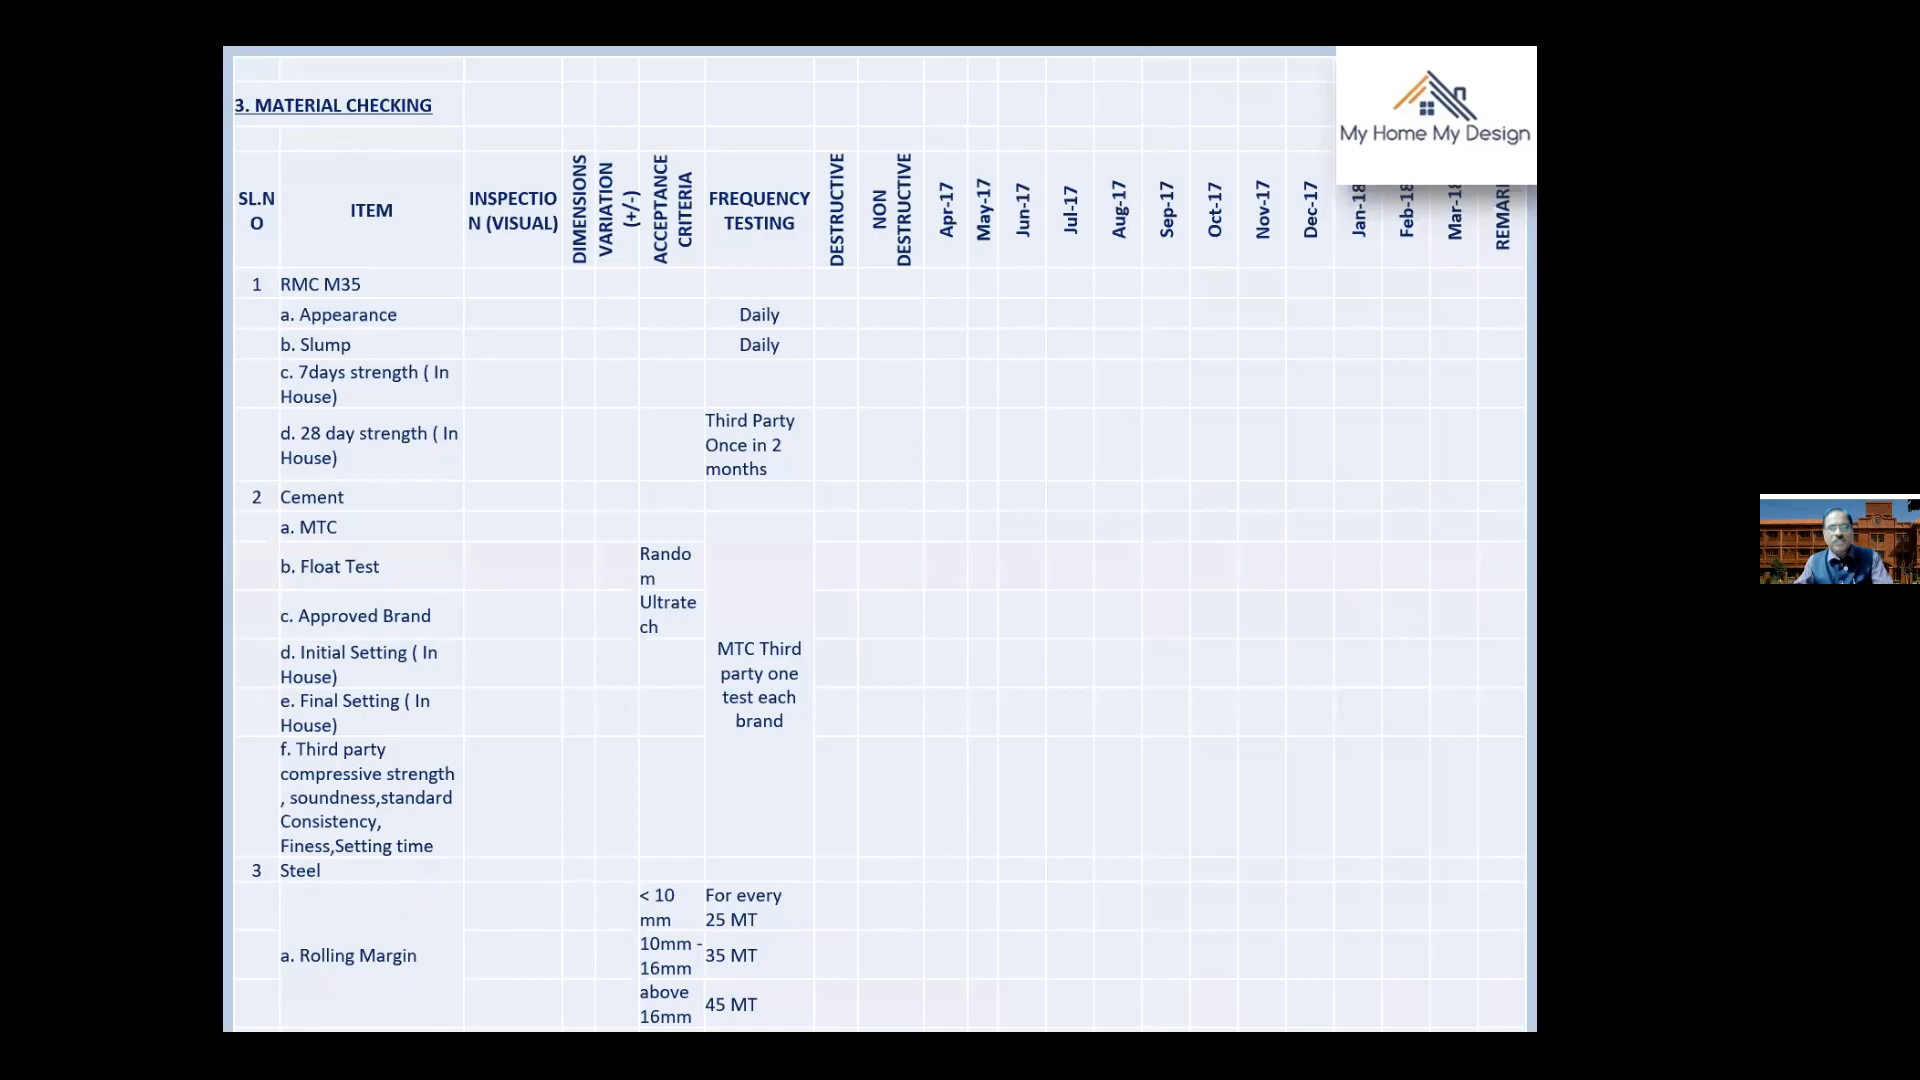 3. MATERIAL CHECKING
My Home My Design
SL.N
O
ITEM
INSPECTIO
N (VISUAL)
DIMENSIONS
VARIATION
(+/-)
ACCEPTANCE
CRITERIA
FREQUENCY
TESTING
DESTRUCTIVE
NON
DESTRUCTIVE
Apr-17
May-17
Jun-17
Jul-17
Aug-17
Sep-17
Oct-17
Nov-17
Dec-17
Jan-18
Feb-18
Mar-18
1 RMC M35
a. Appearance
Daily
b. Slump
Daily
c. 7days strength ( In
House)
d. 28 day strength ( In
House)
Third Party
Once in 2
months
2 Cement
a. MTC
b. Float Test
Rando
m
c. Approved Brand
Ultrate
ch
d. Initial Setting ( In
House)
e. Final Setting ( In
House)
f. Third party
compressive strength
, soundness,standard
Consistency,
Finess,Setting time
MTC Third
party one
test each
brand
3 Steel
a. Rolling Margin
< 10
mm
For every
25 MT
10mm -
16mm
35 MT
above
16mm
45 MT